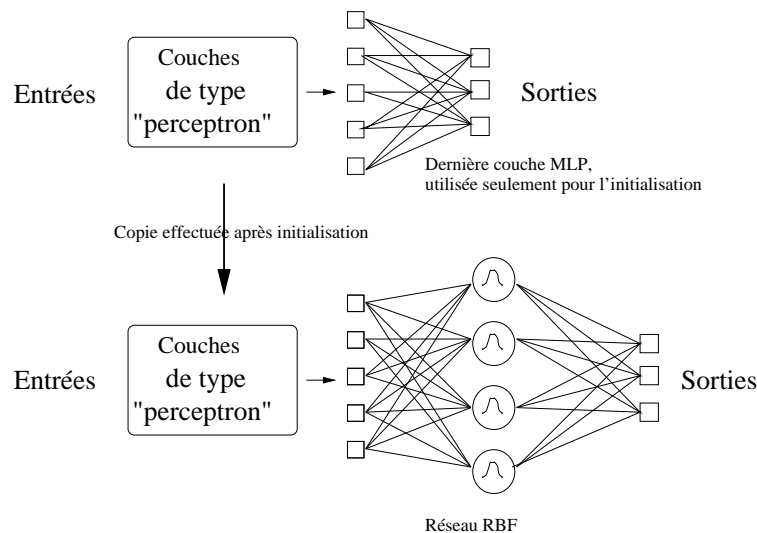 Couches
de type
"perceptron"
Entrées
Sorties
Dernière couche MLP,
utilisée seulement pour l'initialisation
Copie effectuée après initialisation
Couches
de type
"perceptron"
Entrées
Sorties
Réseau RBF